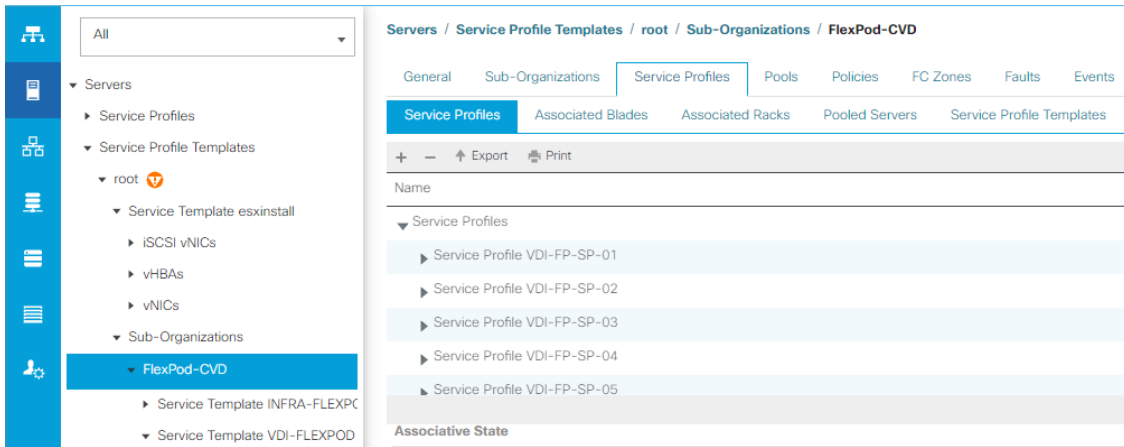 All
Servers
Service Profiles
Service Profile Templates
root
Service Template esxinstall
iSCSI vNICs
vHBAs
vNICs
Sub-Organizations
FlexPod-CVD
Service Template INFRA-FLEXPC
Service Template VDI-FLEXPOD
Servers / Service Profile Templates / root / Sub-Organizations / FlexPod-CVD
General Sub-Organizations Service Profiles Pools Policies FC Zones Faults Events
Service Profiles Associated Blades Associated Racks Pooled Servers Service Profile Templates
+ − Export Print
Name
Service Profiles
Service Profile VDI-FP-SP-01
Service Profile VDI-FP-SP-02
Service Profile VDI-FP-SP-03
Service Profile VDI-FP-SP-04
Service Profile VDI-FP-SP-05
Associative State